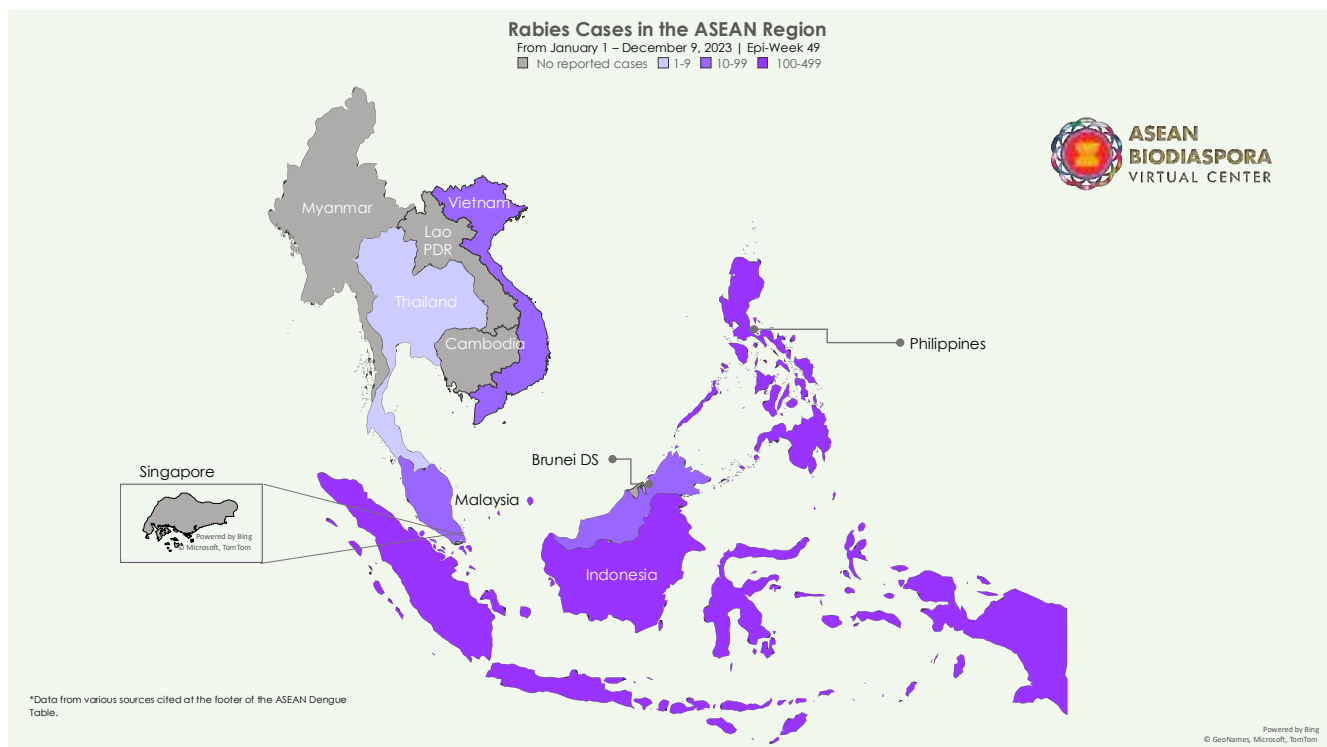 Rabies Cases in the ASEAN Region
From January 1 – December 9, 2023 | Epi-Week 49
No reported cases 1-9 10-99 100-499
ASEAN
BIODIASPORA
VIRTUAL CENTER
Myanmar
Vietnam
Lao
PDR
Thailand
Cambodia
Philippines
Brunei DS
Singapore
Malaysia
Powered by Bing
© Microsoft, TomTom
Indonesia
*Data from various sources cited at the footer of the ASEAN Dengue
Table.
Powered by Bing
© GeoNames, Microsoft, TomTom